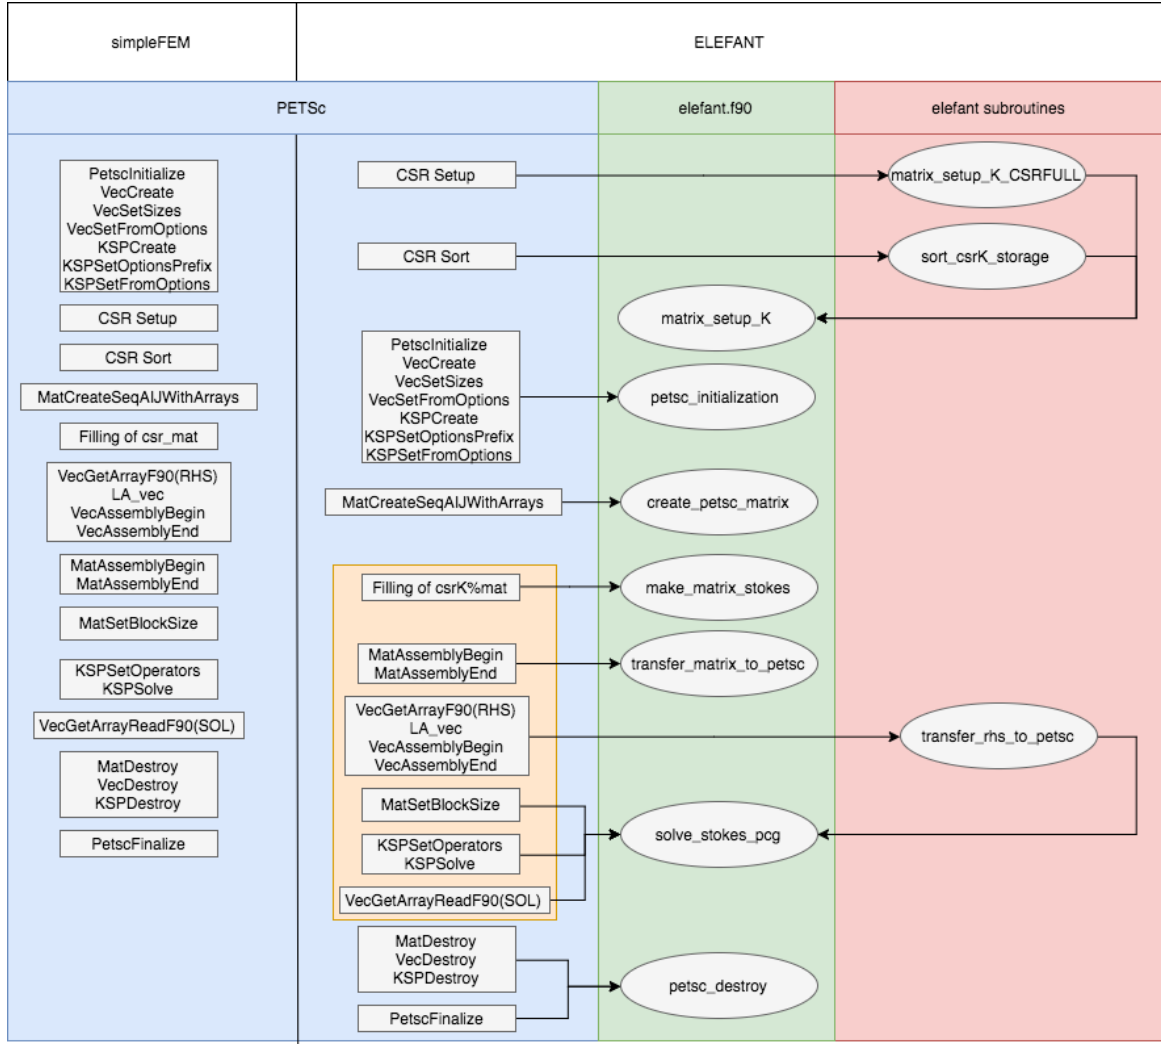 simpleFEM
ELEFANT
PETSc
elefant.f90
elefant subroutines
PetscInitialize
VecCreate
VecSetSizes
VecSetFromOptions
KSPCreate
KSPSetOptionsPrefix
KSPSetFromOptions
CSR Setup
CSR Sort
MatCreateSeqAIJWithArrays
Filling of csr_mat
VecGetArrayF90(RHS)
LA_vec
VecAssemblyBegin
VecAssemblyEnd
MatAssemblyBegin
MatAssemblyEnd
MatSetBlockSize
KSPSetOperators
KSPSolve
VecGetArrayReadF90(SOL)
MatDestroy
VecDestroy
KSPDestroy
PetscFinalize
CSR Setup
CSR Sort
PetscInitialize
VecCreate
VecSetSizes
VecSetFromOptions
KSPCreate
KSPSetOptionsPrefix
KSPSetFromOptions
MatCreateSeqAIJWithArrays
Filling of csrK%mat
MatAssemblyBegin
MatAssemblyEnd
VecGetArrayF90(RHS)
LA_vec
VecAssemblyBegin
VecAssemblyEnd
MatSetBlockSize
KSPSetOperators
KSPSolve
VecGetArrayReadF90(SOL)
MatDestroy
VecDestroy
KSPDestroy
PetscFinalize
matrix_setup_K
petsc_initialization
create_petsc_matrix
make_matrix_stokes
transfer_matrix_to_petsc
solve_stokes_pcg
petsc_destroy
matrix_setup_K_CSRFULL
sort_csrK_storage
transfer_rhs_to_petsc